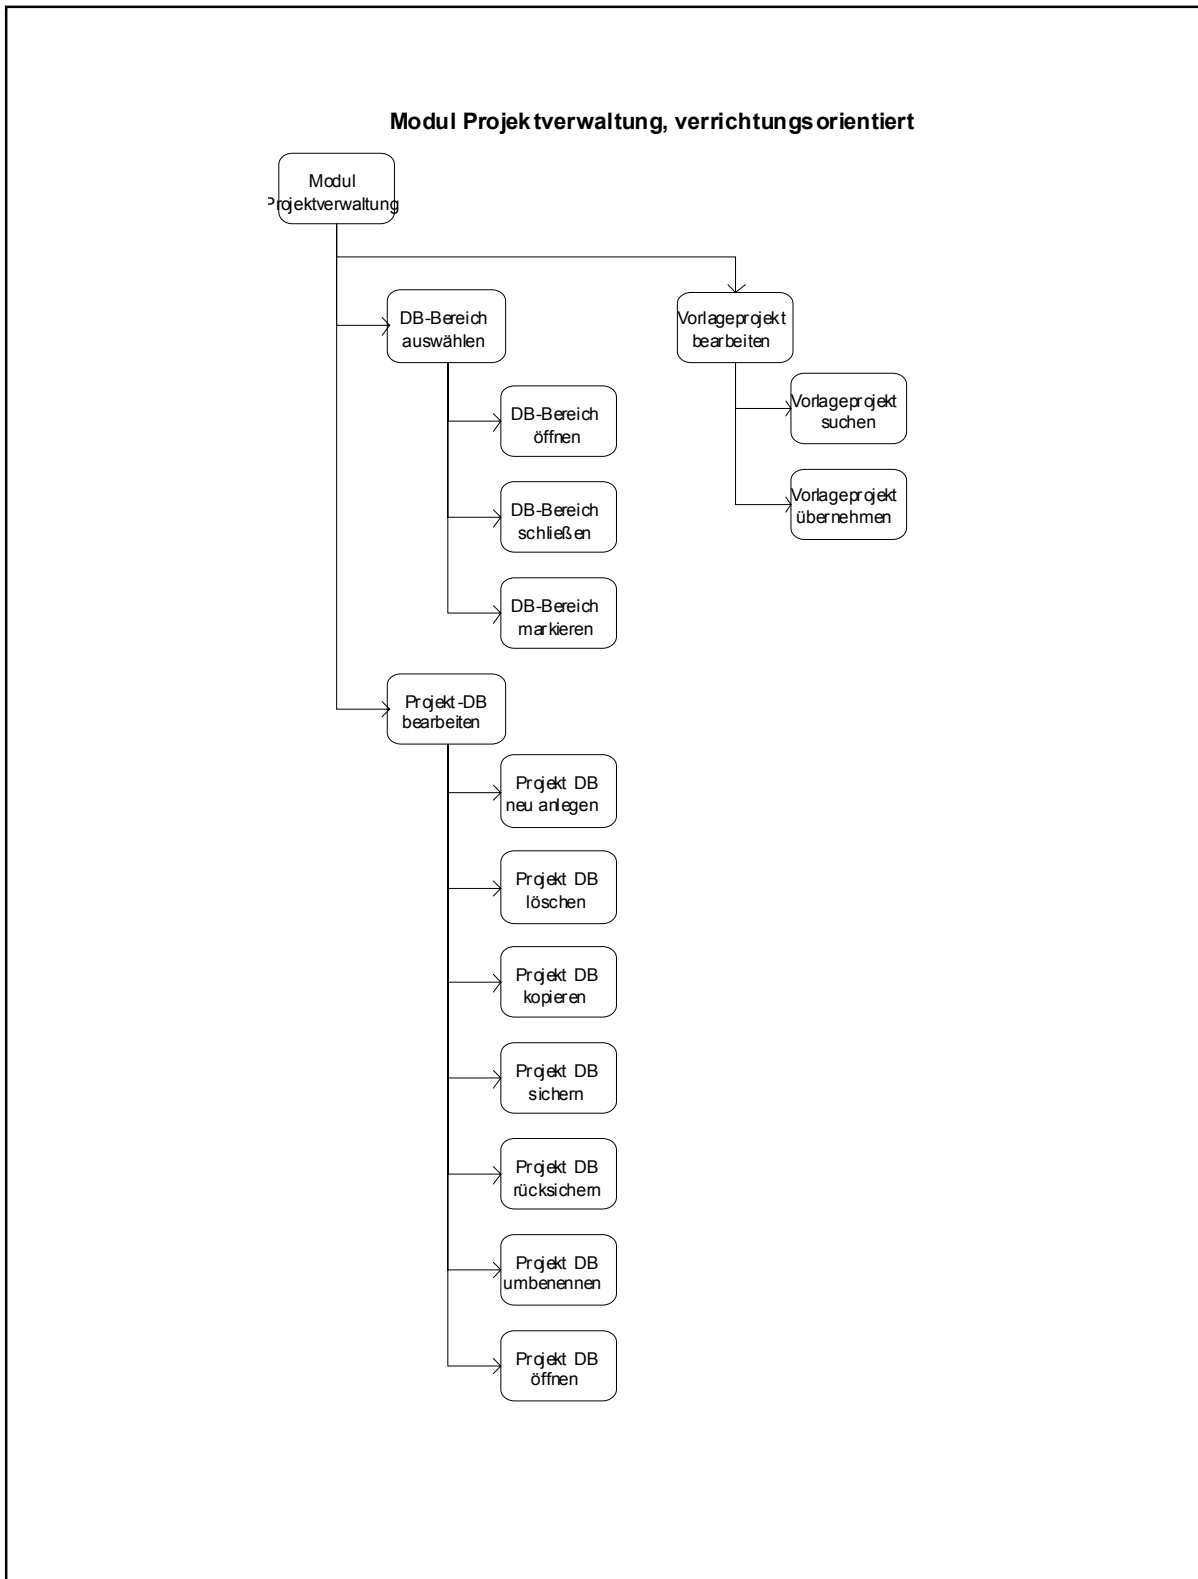 Modul Projektverwaltung, verrichtungsorientiert
Modul
Projektverwaltung
DB-Bereich
auswählen
DB-Bereich
öffnen
DB-Bereich
schließen
DB-Bereich
markieren
Projekt-DB
bearbeiten
Projekt DB
neu anlegen
Projekt DB
löschen
Projekt DB
kopieren
Projekt DB
sichern
Projekt DB
rücksichern
Projekt DB
umbenennen
Projekt DB
öffnen
Vorlageprojekt
bearbeiten
Vorlageprojekt
suchen
Vorlageprojekt
übernehmen